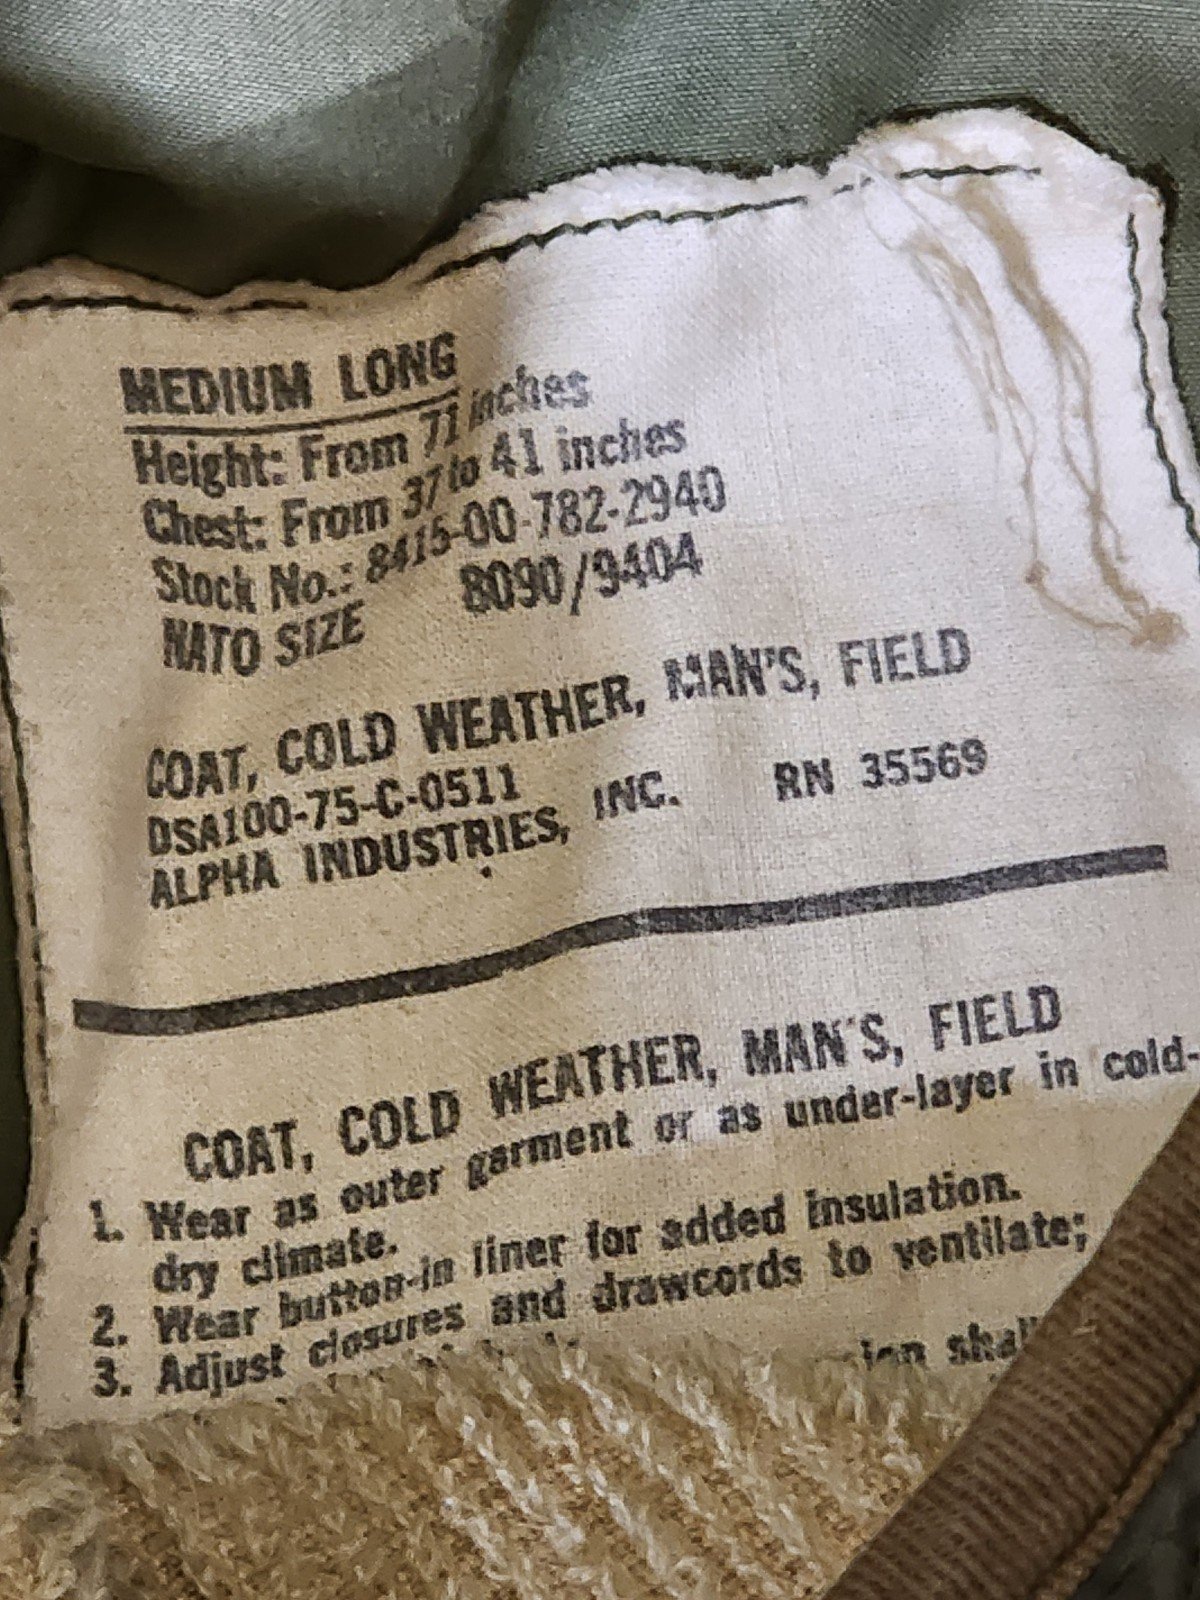 MEDIUM LONG
Height: From 71 inches
Chest: From 37 to 41 inches
Stock No.: 8415-00-782-2940
NATO SIZE 8090/9404
COAT, COLD WEATHER, MAN'S, FIELD
DSA100-75-C-0511
ALPHA INDUSTRIES, INC. RN 35569
COAT, COLD WEATHER, MAN'S, FIELD
1. Wear as outer garment or as under-layer in cold-
dry climate.
2. Wear button-in liner for added insulation.
3. Adjust closures and drawcords to ventilate;